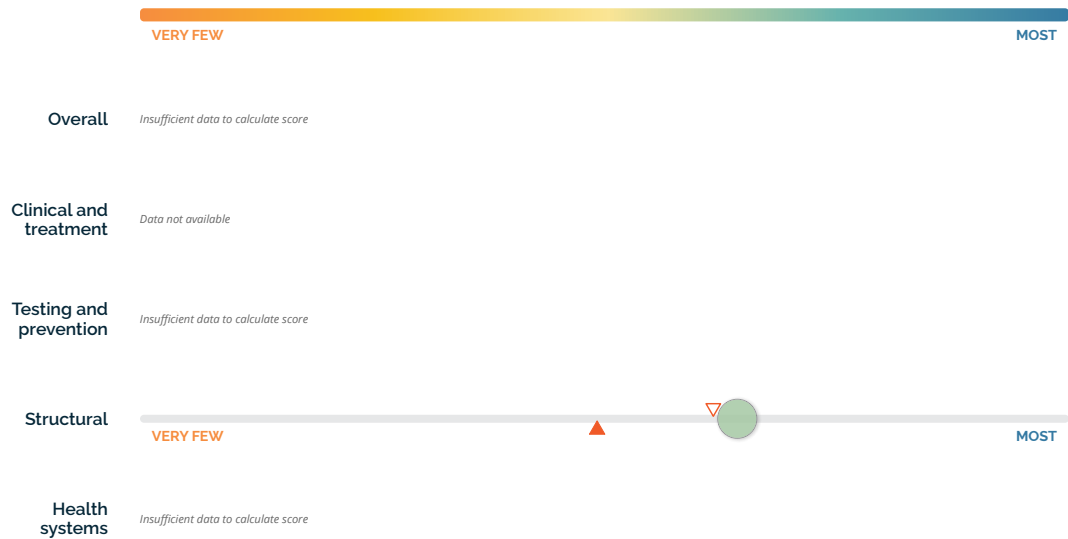 VERY FEW
MOST
Overall
Insufficient data to calculate score
Clinical and
treatment
Data not available
Testing and
prevention
Insufficient data to calculate score
Structural
VERY FEW
MOST
Health
systems
Insufficient data to calculate score